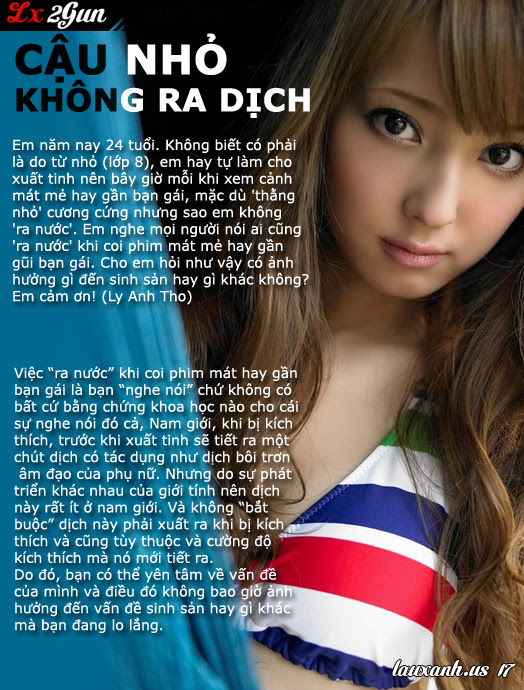 Lx 2Gun
CẬU NHỎ
KHÔNG RA DỊCH
Em năm nay 24 tuổi. Không biết có phải
là do từ nhỏ (lớp 8), em hay tự làm cho
xuất tinh nên bây giờ mỗi khi xem cảnh
mát mẻ hay gần bạn gái, mặc dù 'thằng
nhỏ' cương cứng nhưng sao em không
'ra nước'. Em nghe mọi người nói ai cũng
'ra nước' khi coi phim mát mẻ hay gần
gũi bạn gái. Cho em hỏi như vậy có ảnh
hưởng gì đến sinh sản hay gì khác không?
Em cảm ơn! (Ly Anh Tho)
Việc “ra nước” khi coi phim mát hay gần
bạn gái là bạn “nghe nói” chứ không có
bất cứ bằng chứng khoa học nào cho cái
sự nghe nói đó cả, Nam giới, khi bị kích
thích, trước khi xuất tinh sẽ tiết ra một
chút dịch có tác dụng như dịch bôi trơn
âm đạo của phụ nữ. Nhưng do sự phát
triển khác nhau của giới tính nên dịch
này rất ít ở nam giới. Và không “bắt
buộc” dịch này phải xuất ra khi bị kích
thích và cũng tùy thuộc và cường độ
kích thích mà nó mới tiết ra.
Do đó, bạn có thể yên tâm về vấn đề
của mình và điều đó không bao giờ ảnh
hưởng đến vấn đề sinh sản hay gì khác
mà bạn đang lo lắng.
lauxanh.us 17